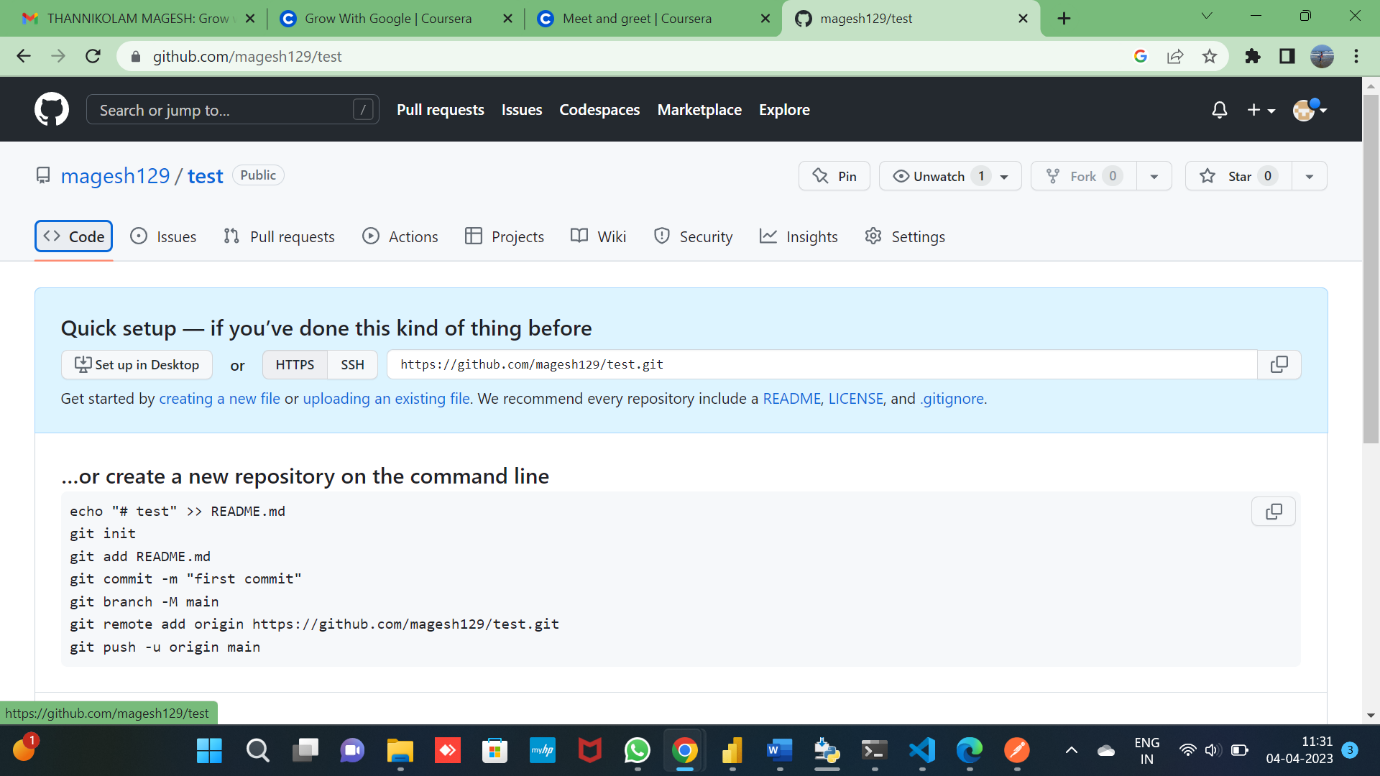 THANNIKOLAM MAGESH: Grow
Grow With Google | Coursera
Meet and greet | Coursera
magesh129/test
github.com/magesh129/test
Search or jump to...
/
Pull requests
Issues
Codespaces
Marketplace
Explore
magesh129 / test
Public
Pin
Unwatch 1
Fork 0
Star 0
Code
Issues
Pull requests
Actions
Projects
Wiki
Security
Insights
Settings
Quick setup — if you’ve done this kind of thing before
Set up in Desktop
or
HTTPS
SSH
https://github.com/magesh129/test.git
Get started by creating a new file or uploading an existing file. We recommend every repository include a README, LICENSE, and .gitignore.
…or create a new repository on the command line
echo "# test" >> README.md
git init
git add README.md
git commit -m "first commit"
git branch -M main
git remote add origin https://github.com/magesh129/test.git
git push -u origin main
https://github.com/magesh129/test
1
myhp
ENG
IN
11:31
04-04-2023
3